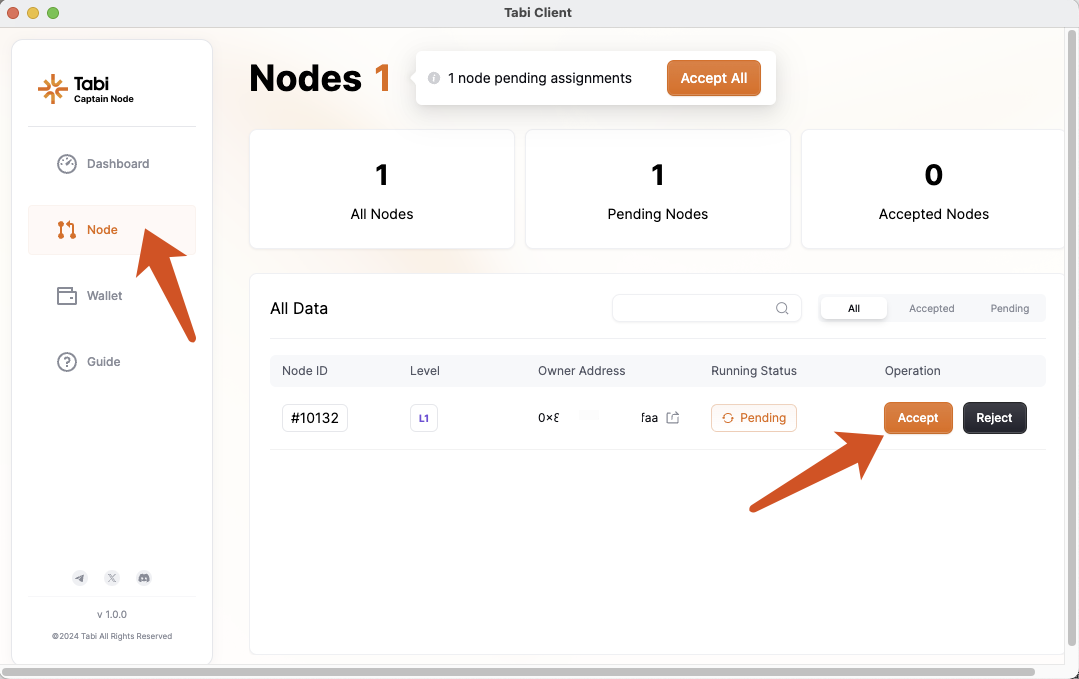 Tabi Client
Tabi
Captain Node
Dashboard
Node
Wallet
Guide
v 1.0.0
©2024 Tabi All Rights Reserved
Nodes 1
1 node pending assignments
Accept All
1
All Nodes
1
Pending Nodes
0
Accepted Nodes
All Data
All Accepted Pending
Node ID Level Owner Address Running Status Operation
#10132 L1 0×8 faa Pending Accept Reject